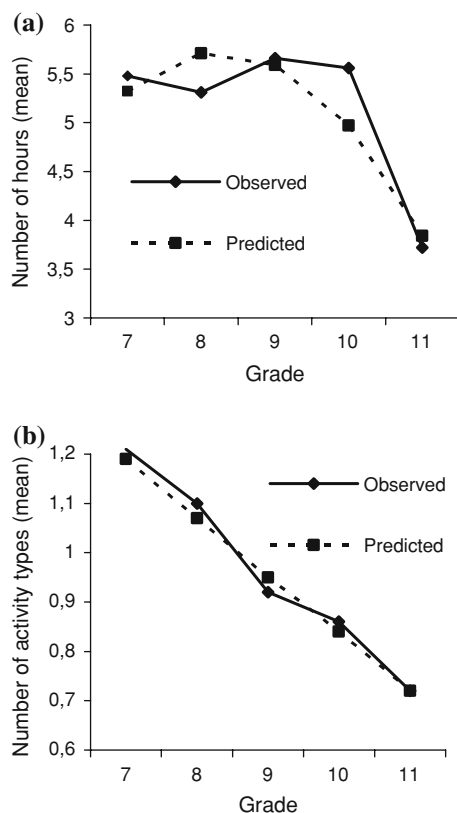 (a)
Number of hours (mean)
6
5,5
5
4,5
4
3,5
3
Observed
Predicted
7 8 9 10 11
Grade
(b)
Number of activity types (mean)
1,2
1,1
1
0,9
0,8
0,7
0,6
Observed
Predicted
7 8 9 10 11
Grade